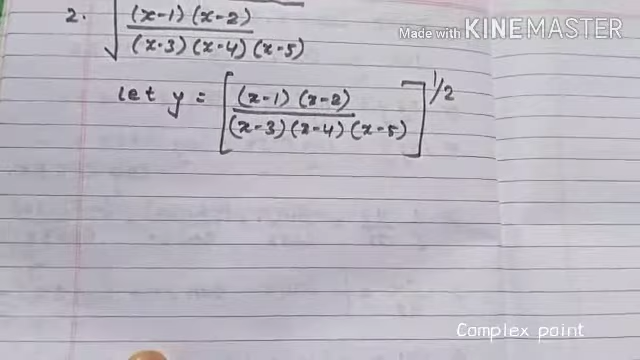 2. √((x-1)(x-2)/(x-3)(x-4)(x-5))
Made with KINEMASTER
let y = [(x-1)(x-2)/(x-3)(x-4)(x-5)]^1/2
Complex point